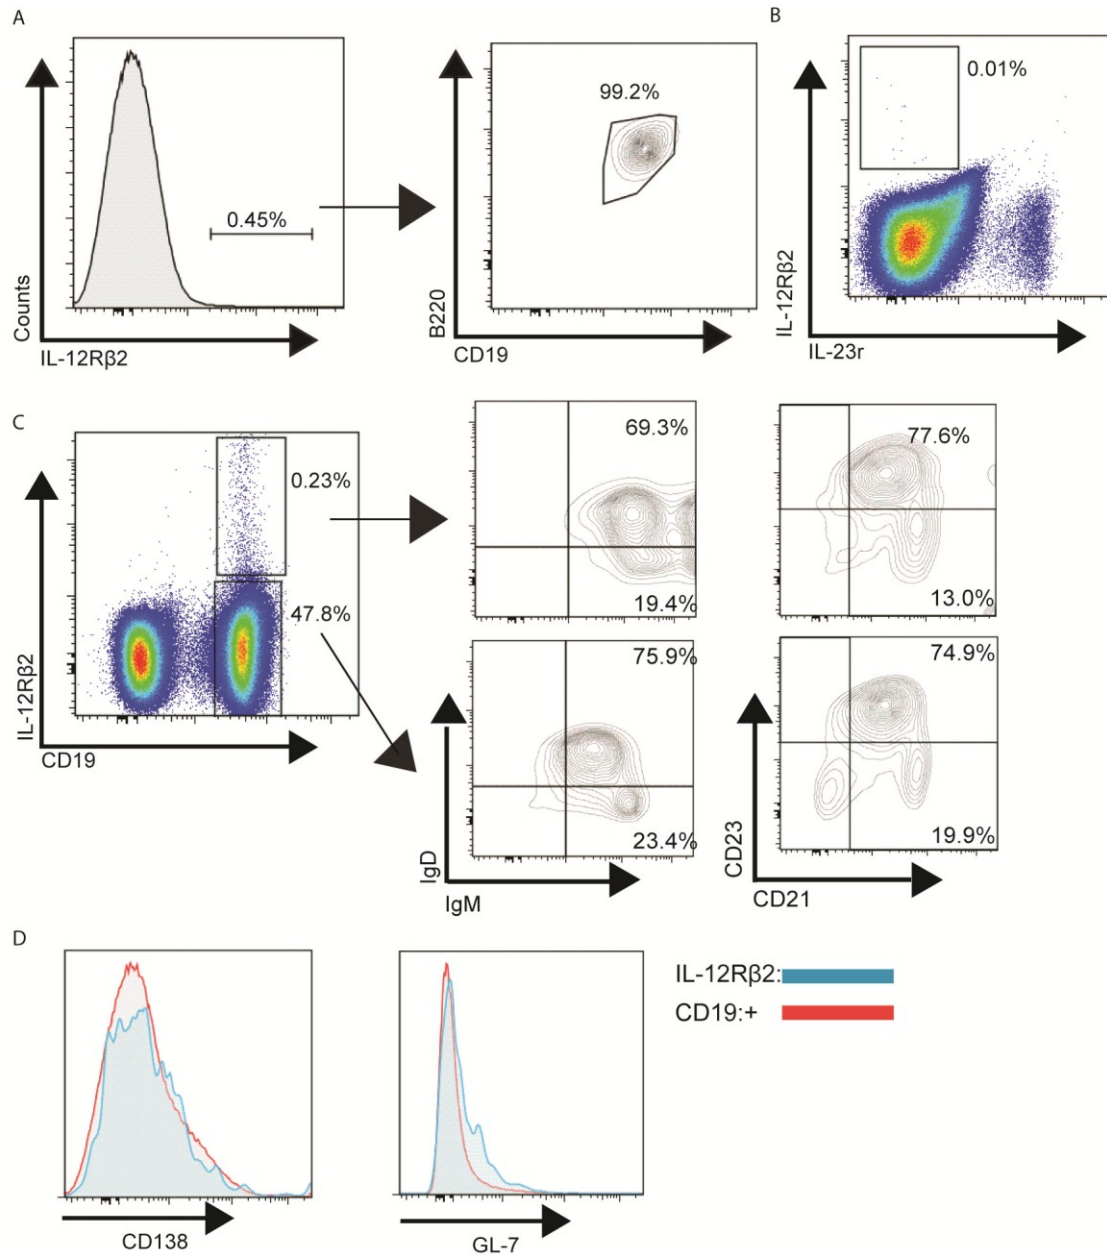 A
Counts
0.45%
IL-12Rβ2
B220
99.2%
CD19
B
IL-12Rβ2
0.01%
IL-23r
C
IL-12Rβ2
0.23%
47.8%
CD19
69.3%
19.4%
77.6%
13.0%
IgD
75.9%
23.4%
IgM
CD23
74.9%
19.9%
CD21
D
CD138
GL-7
IL-12Rβ2:
CD19:+